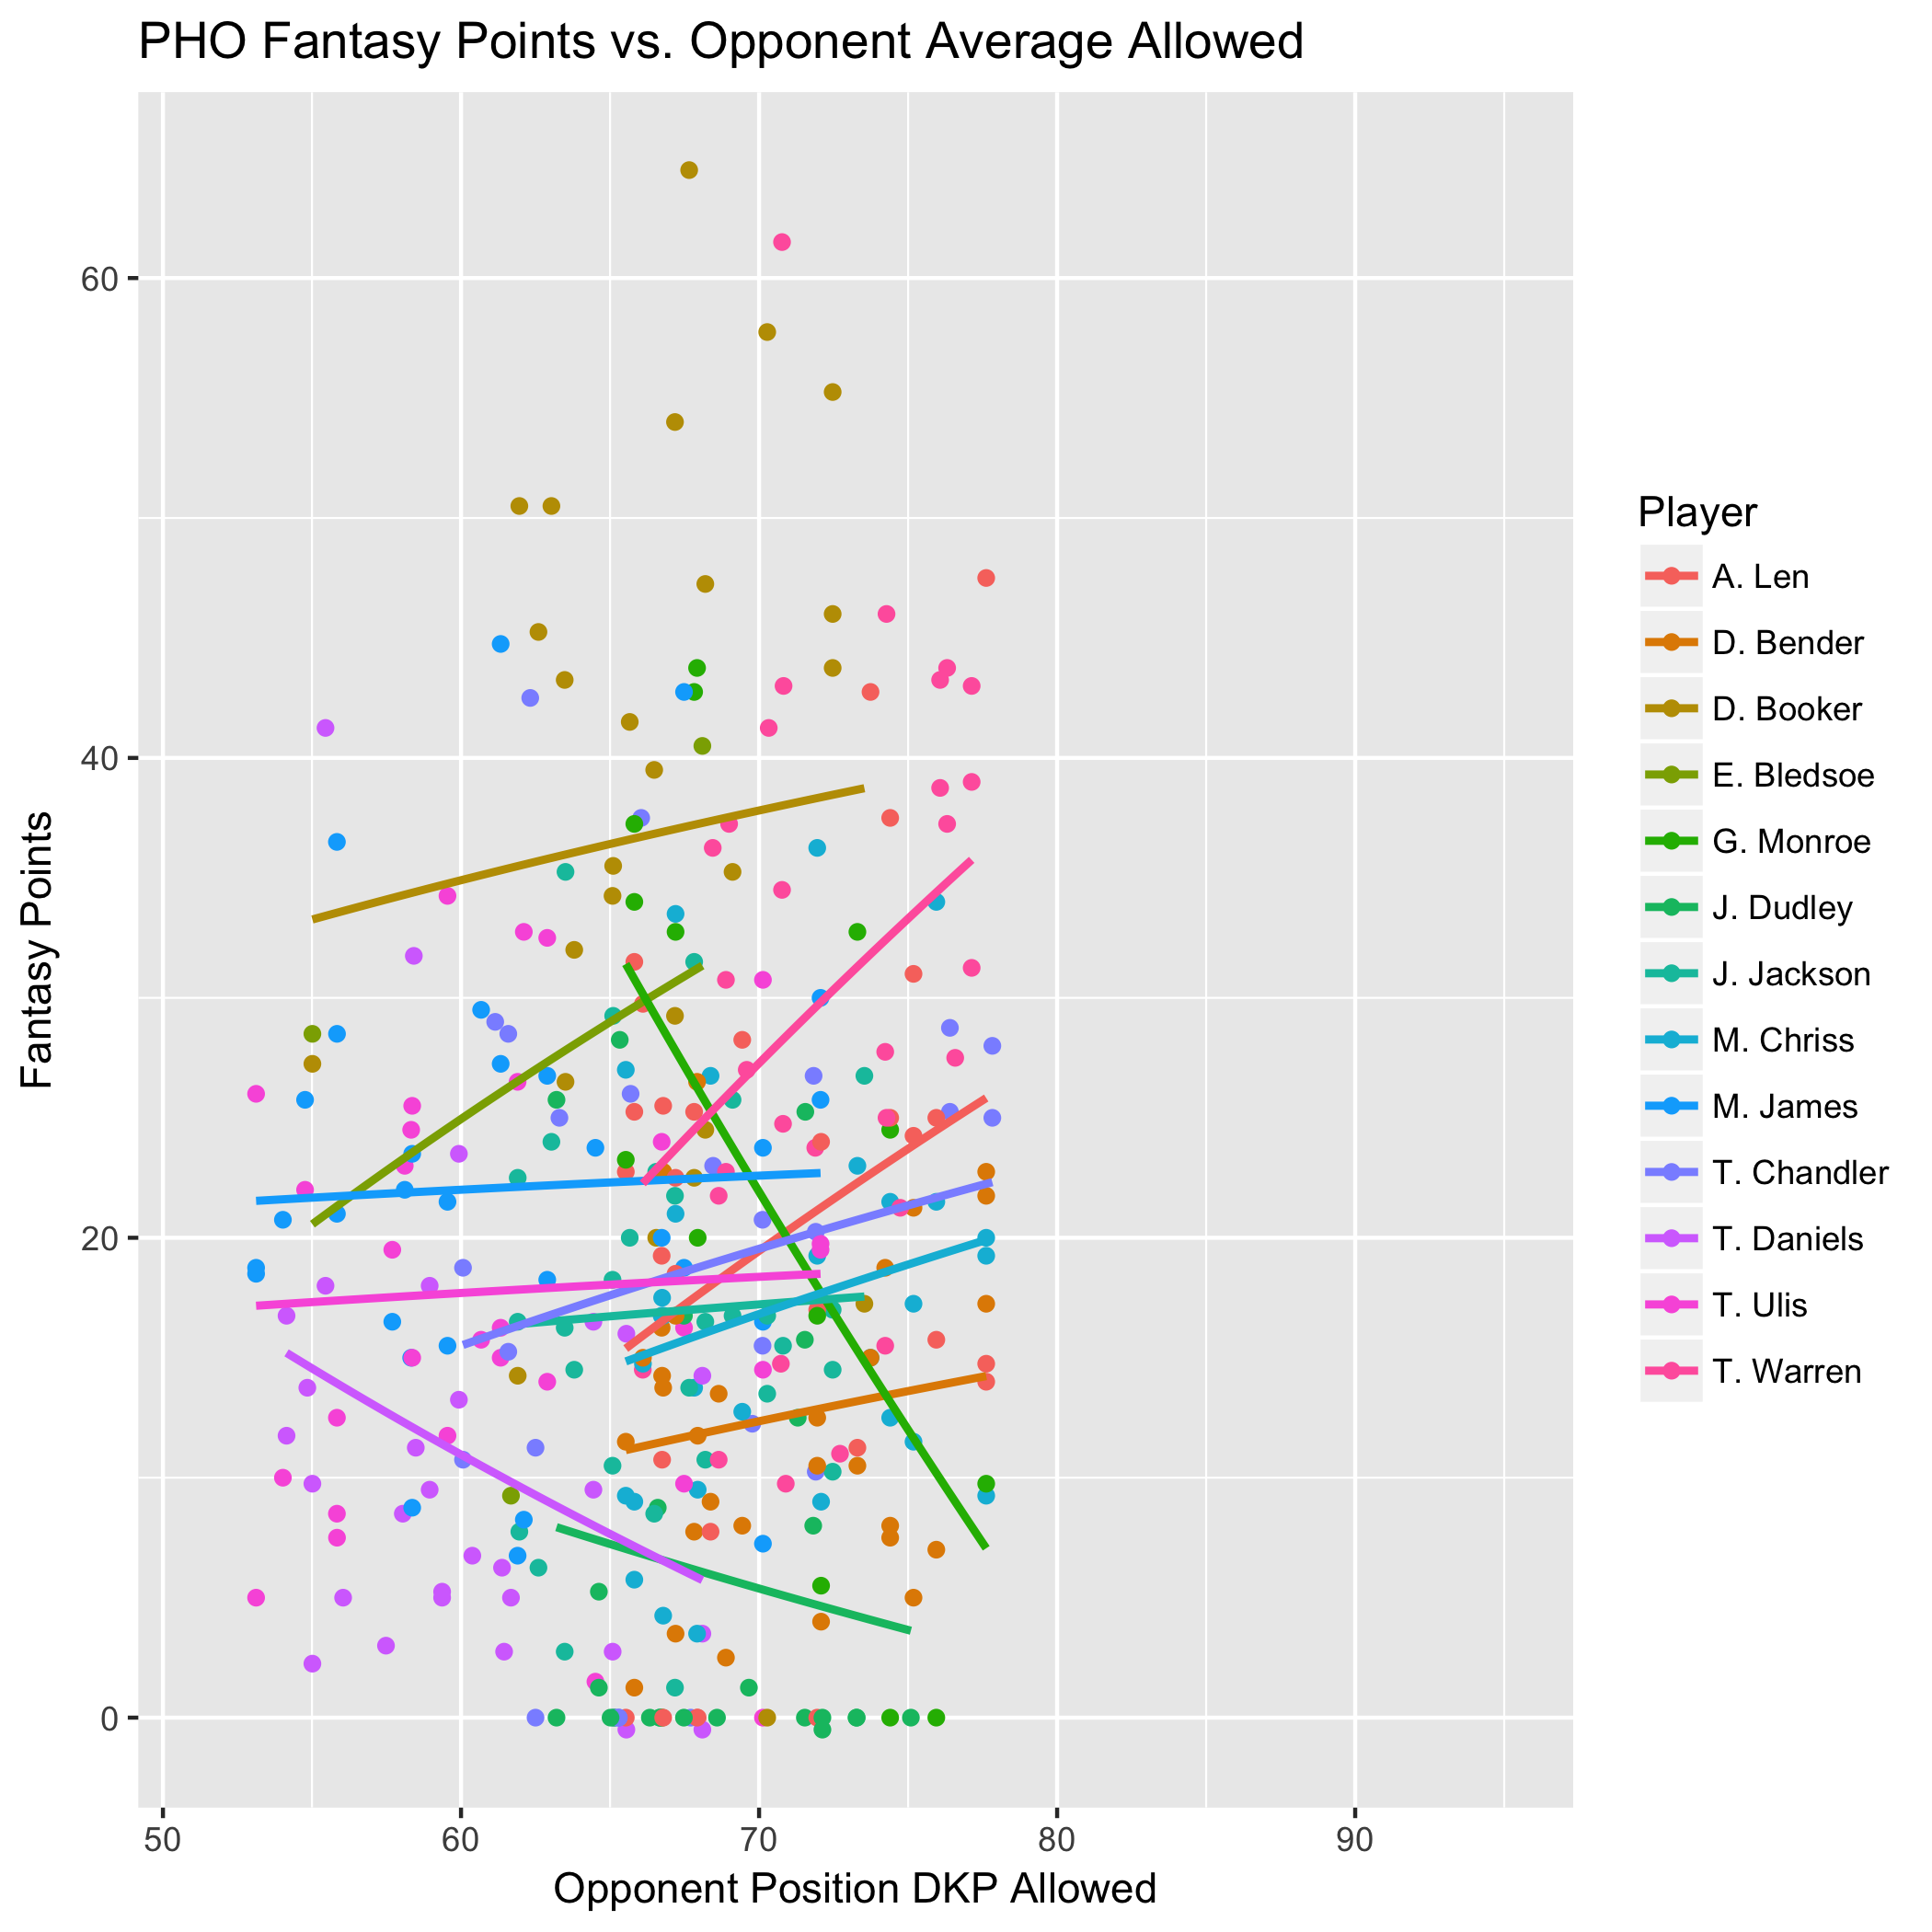 PHO Fantasy Points vs. Opponent Average Allowed
60
40
20
0
Fantasy Points
50 60 70 80 90
Opponent Position DKP Allowed
Player
A. Len
D. Bender
D. Booker
E. Bledsoe
G. Monroe
J. Dudley
J. Jackson
M. Chriss
M. James
T. Chandler
T. Daniels
T. Ulis
T. Warren